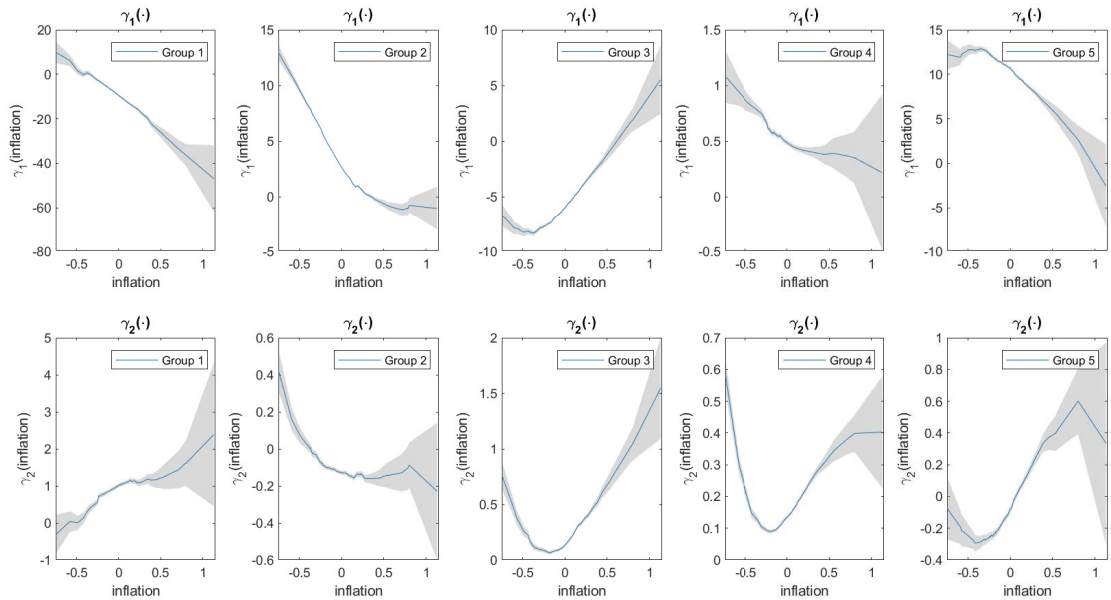 γ1(·) γ1(·) γ1(·) γ1(·) γ1(·)
20 15 10 1.5 15
Group 1 Group 2 Group 3 Group 4 Group 5
0 10 5 1 10
-20 5 0 0.5 5
-40 0 -5 0 0
-60 -5
-80 -5 -10 0.5 -10
γ1(inflation) γ1(inflation) γ1(inflation) γ1(inflation) γ1(inflation)
-0.5 0 0.5 1 -0.5 0 0.5 1 -0.5 0 0.5 1 -0.5 0 0.5 1 -0.5 0 0.5 1
inflation inflation inflation inflation inflation
γ2(·) γ2(·) γ2(·) γ2(·) γ2(·)
5 0.6 2 0.7 1
Group 1 Group 2 Group 3 Group 4 Group 5
4 0.4 1.5 0.6 0.8
3 0.2 1 0.5 0.6
2 0 0.5 0.4 0.4
1 -0.2 0 0.3 0.2
0 -0.4 0.2 0
-1 -0.6 0.1 -0.2
0 -0.4
γ2(inflation) γ2(inflation) γ2(inflation) γ2(inflation) γ2(inflation)
-0.5 0 0.5 1 -0.5 0 0.5 1 -0.5 0 0.5 1 -0.5 0 0.5 1 -0.5 0 0.5 1
inflation inflation inflation inflation inflation